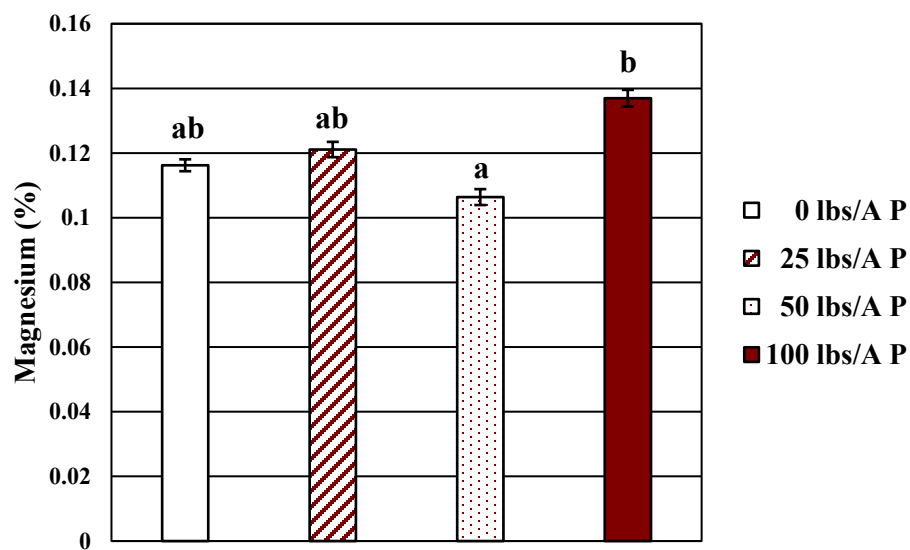 Magnesium (%)
0.16
0.14
0.12
0.1
0.08
0.06
0.04
0.02
0
ab
ab
a
b
0 lbs/A P
25 lbs/A P
50 lbs/A P
100 lbs/A P